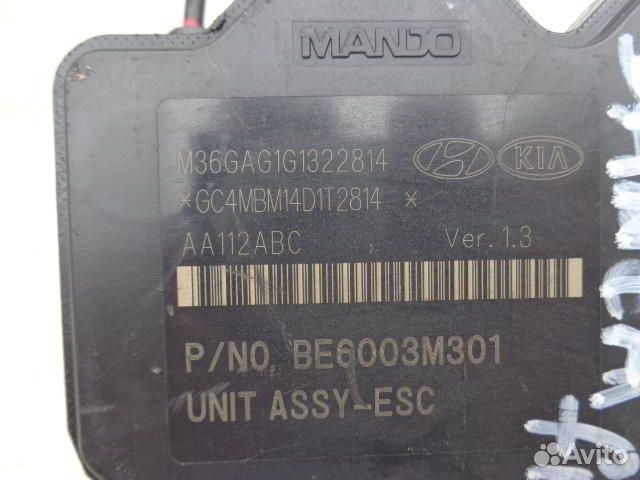 MANDO
M36GAG1G1322814 KIA
*GC4MBM14D1T2814 *
AA112ABC Ver. 1.3
P/NO BE6003M301
UNIT ASSY-ESC
Avito